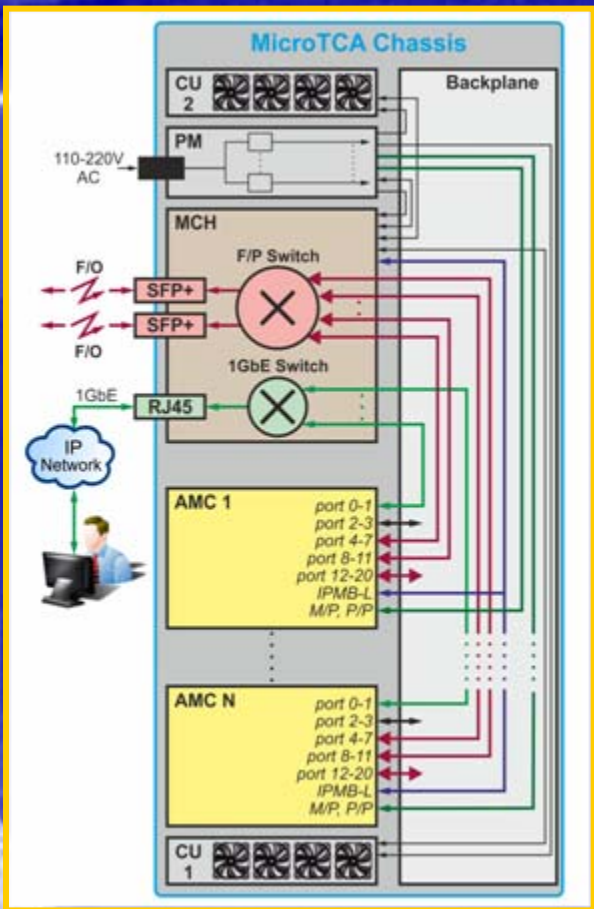 MicroTCA Chassis
CU
2
Backplane
PM
110-220V
AC
MCH
F/P Switch
F/O
SFP+
SFP+
F/O
1GbE Switch
1GbE
RJ45
IP
Network
AMC 1
port 0-1
port 2-3
port 4-7
port 8-11
port 12-20
IPMB-L
M/P, P/P
AMC N
port 0-1
port 2-3
port 4-7
port 8-11
port 12-20
IPMB-L
M/P, P/P
CU
1